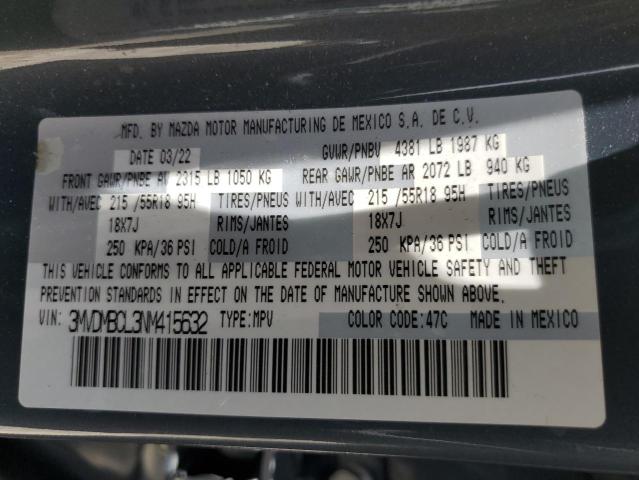 MFD. BY MAZDA MOTOR MANUFACTURING DE MEXICO S.A. DE C.V.
DATE 03/22 GVWR/PNBV 4381 LB 1987 KG
FRONT GAWR/PNBE AV 2315 LB 1050 KG REAR GAWR/PNBE AR 2072 LB 940 KG
WITH/AVEC 215 /55R18 95H TIRES/PNEUS WITH/AVEC 215 /55R18 95H TIRES/PNEUS
18X7J RIMS/JANTES 18X7J RIMS/JANTES
250 KPA/36 PSI COLD/A FROID 250 KPA/36 PSI COLD/A FROID
THIS VEHICLE CONFORMS TO ALL APPLICABLE FEDERAL MOTOR VEHICLE SAFETY AND THEFT
PREVENTION STANDARDS IN EFFECT ON THE DATE OF MANUFACTURE SHOWN ABOVE.
VIN: 3MVDMBCL3NM415632 TYPE:MPV COLOR CODE:47C MADE IN MEXICO